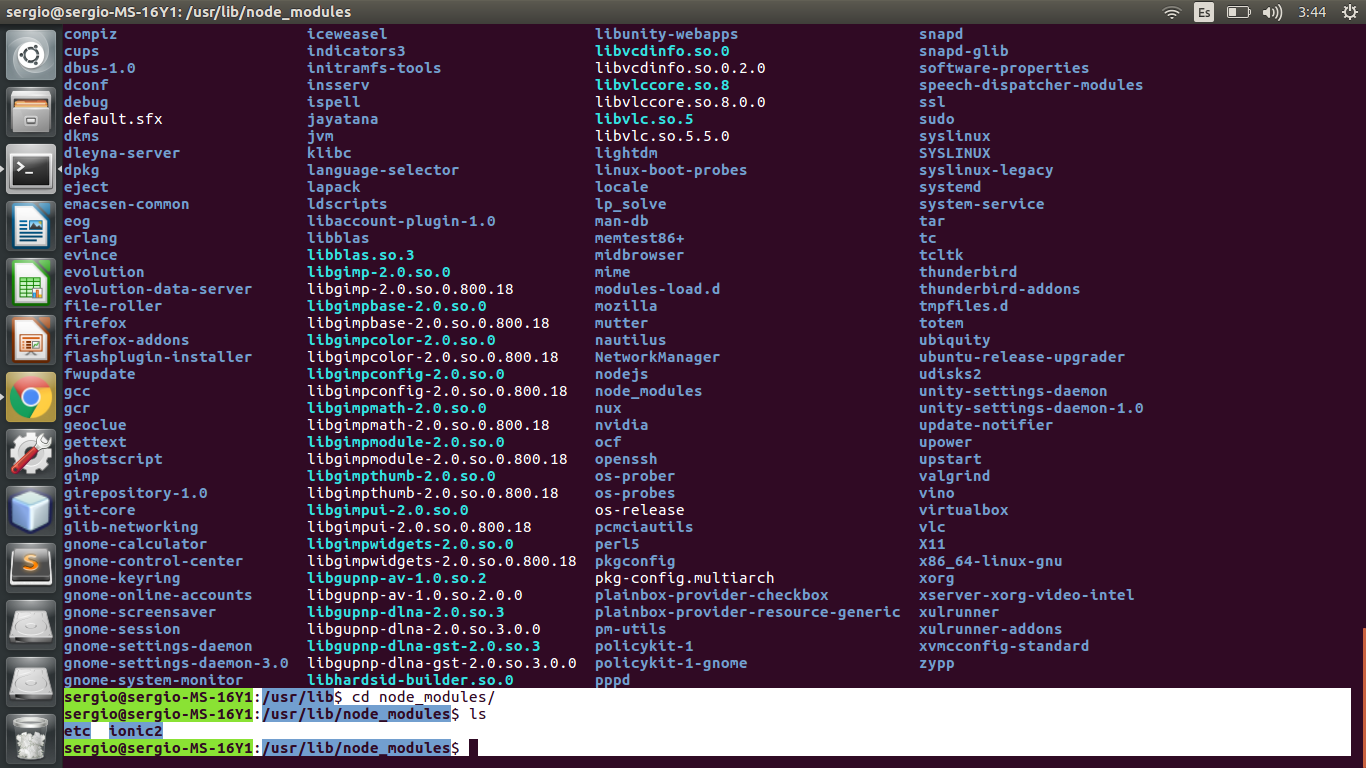 sergio@sergio-MS-16Y1: /usr/lib/node_modules Es 3:44
compiz iceweasel libunity-webapps snapd
cups indicators3 libvcdinfo.so.0 snapd-glib
dbus-1.0 initramfs-tools libvcdinfo.so.0.2.0 software-properties
dconf insserv libvlccore.so.8 speech-dispatcher-modules
debug ispell libvlccore.so.8.0.0 ssl
default.sfx jayatana libvlc.so.5 sudo
dkms jvm libvlc.so.5.5.0 syslinux
dleyna-server klibc lightdm SYSLINUX
dpkg language-selector linux-boot-probes syslinux-legacy
eject lapack locale systemd
emacsen-common ldscripts lp_solve system-service
eog libaccount-plugin-1.0 man-db tar
erlang libblas memtest86+ tc
evince libblas.so.3 midbrowser tcltk
evolution libgimp-2.0.so.0 mime thunderbird
evolution-data-server libgimp-2.0.so.0.800.18 modules-load.d thunderbird-addons
file-roller libgimpbase-2.0.so.0 mozilla tmpfiles.d
firefox libgimpbase-2.0.so.0.800.18 mutter totem
firefox-addons libgimpcolor-2.0.so.0 nautilus ubiquity
flashplugin-installer libgimpcolor-2.0.so.0.800.18 NetworkManager ubuntu-release-upgrader
fwupdate libgimpconfig-2.0.so.0 nodejs udisks2
gcc libgimpconfig-2.0.so.0.800.18 node_modules unity-settings-daemon
gcr libgimpmath-2.0.so.0 nux unity-settings-daemon-1.0
geoclue libgimpmath-2.0.so.0.800.18 nvidia update-notifier
gettext libgimpmodule-2.0.so.0 ocf upower
ghostscript libgimpmodule-2.0.so.0.800.18 openssh upstart
gimp libgimpthumb-2.0.so.0 os-prober valgrind
girepository-1.0 libgimpthumb-2.0.so.0.800.18 os-probes vino
git-core libgimpui-2.0.so.0 os-release virtualbox
glib-networking libgimpui-2.0.so.0.800.18 pcmciautils vlc
gnome-calculator libgimpwidgets-2.0.so.0 perl5 X11
gnome-control-center libgimpwidgets-2.0.so.0.800.18 pkgconfig x86_64-linux-gnu
gnome-keyring libgupnp-av-1.0.so.2 pkg-config.multiarch xorg
gnome-online-accounts libgupnp-av-1.0.so.2.0.0 plainbox-provider-checkbox xserver-xorg-video-intel
gnome-screensaver libgupnp-dlna-2.0.so.3 plainbox-provider-resource-generic xulrunner
gnome-session libgupnp-dlna-2.0.so.3.0.0 pm-utils xulrunner-addons
gnome-settings-daemon libgupnp-dlna-gst-2.0.so.3 policykit-1 xvmcconfig-standard
gnome-settings-daemon-3.0 libgupnp-dlna-gst-2.0.so.3.0.0 policykit-1-gnome zypp
gnome-system-monitor libhardsid-builder.so.0 pppd
sergio@sergio-MS-16Y1:/usr/lib$ cd node_modules/
sergio@sergio-MS-16Y1:/usr/lib/node_modules$ ls
etc ionic2
sergio@sergio-MS-16Y1:/usr/lib/node_modules$